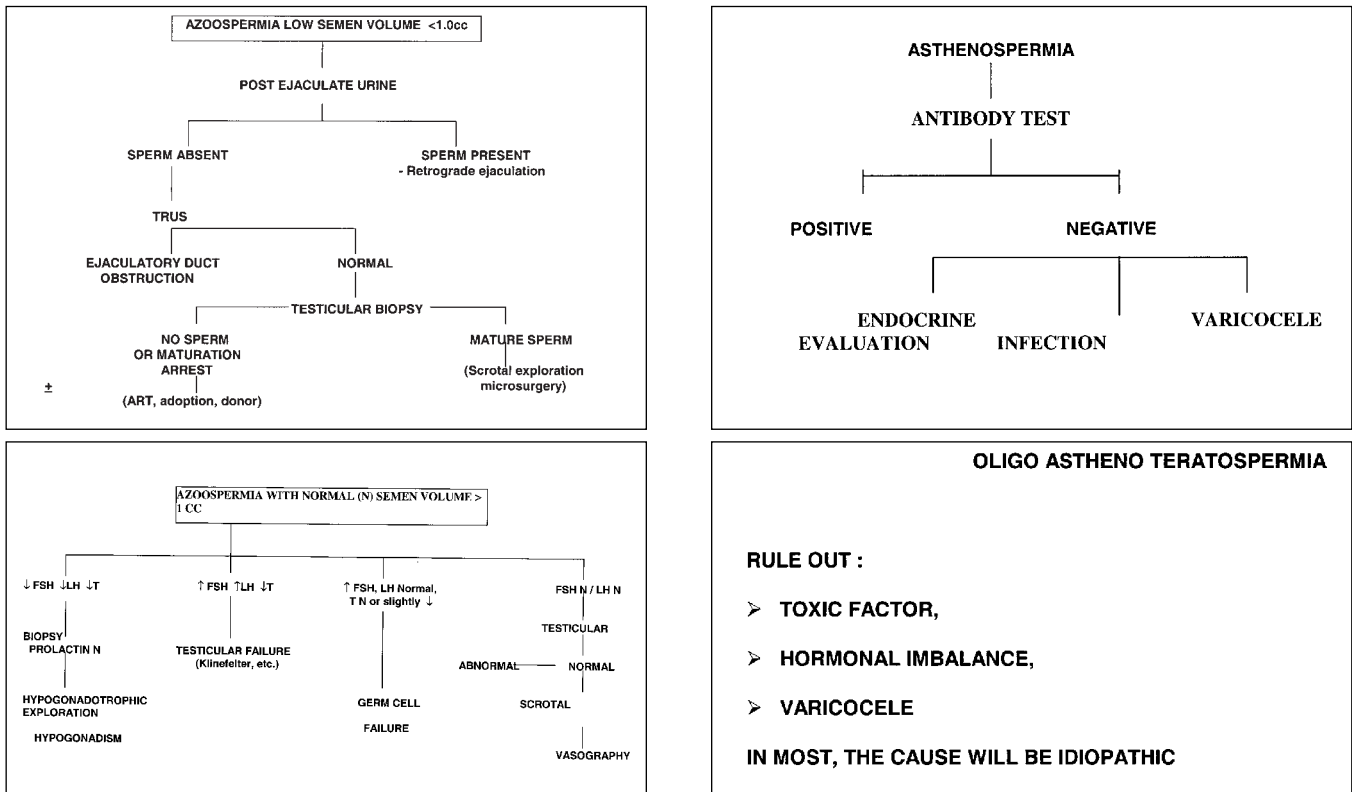 AZOOSPERMIA LOW SEMEN VOLUME <1.0cc
POST EJACULATE URINE
SPERM ABSENT
SPERM PRESENT
- Retrograde ejaculation
TRUS
EJACULATORY DUCT
OBSTRUCTION
NORMAL
TESTICULAR BIOPSY
NO SPERM
OR MATURATION
ARREST
MATURE SPERM
(Scrotal exploration
microsurgery)
±
(ART, adoption, donor)
ASTHENOSPERMIA
ANTIBODY TEST
POSITIVE
NEGATIVE
ENDOCRINE
EVALUATION
INFECTION
VARICOCELE
AZOOSPERMIA WITH NORMAL (N) SEMEN VOLUME >
1 CC
↓ FSH ↓LH ↓T
↑ FSH ↑LH ↓T
↑ FSH, LH Normal,
T N or slightly ↓
FSH N / LH N
BIOPSY
PROLACTIN N
TESTICULAR FAILURE
(Klinefelter, etc.)
TESTICULAR
ABNORMAL
NORMAL
HYPOGONADOTROPHIC
EXPLORATION
HYPOGONADISM
GERM CELL
FAILURE
SCROTAL
VASOGRAPHY
OLIGO ASTHENO TERATOSPERMIA
RULE OUT :
➢ TOXIC FACTOR,
➢ HORMONAL IMBALANCE,
➢ VARICOCELE
IN MOST, THE CAUSE WILL BE IDIOPATHIC